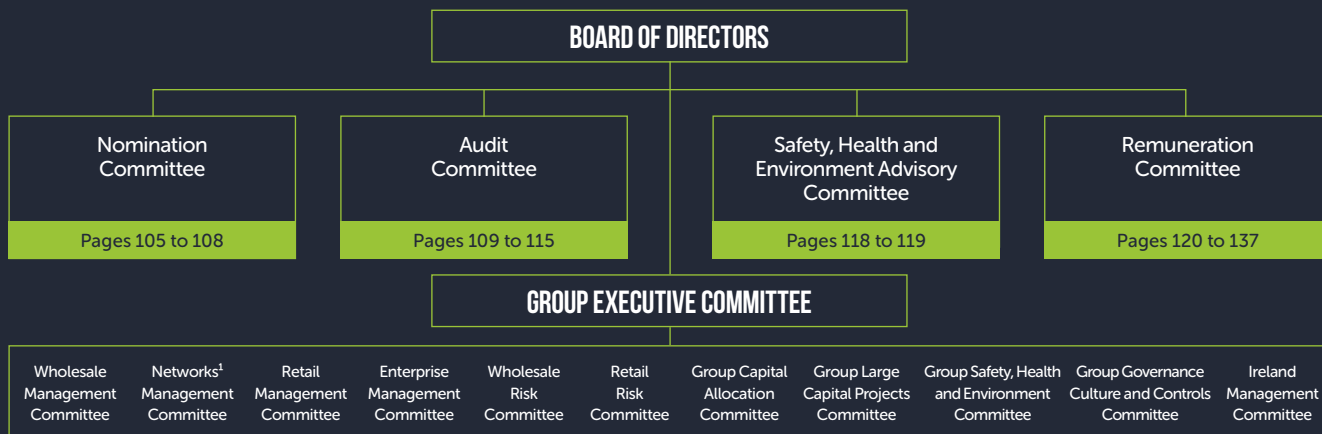 BOARD OF DIRECTORS
Nomination
Committee
Pages 105 to 108
Audit
Committee
Pages 109 to 115
Safety, Health and
Environment Advisory
Committee
Pages 118 to 119
Remuneration
Committee
Pages 120 to 137
GROUP EXECUTIVE COMMITTEE
Wholesale
Management
Committee
Networks¹
Management
Committee
Retail
Management
Committee
Enterprise
Management
Committee
Wholesale
Risk
Committee
Retail
Risk
Committee
Group Capital
Allocation
Committee
Group Large
Capital Projects
Committee
Group Safety, Health
and Environment
Committee
Group Governance
Culture and Controls
Committee
Ireland
Management
Committee